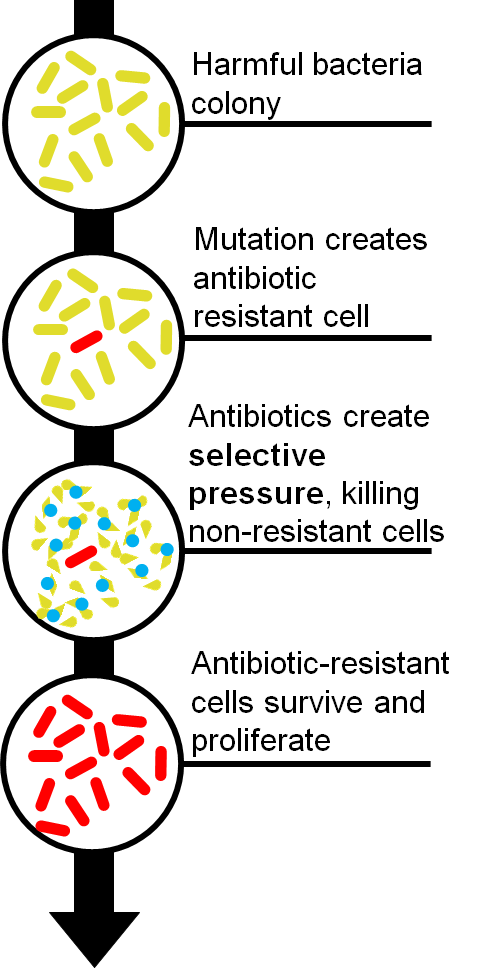 Harmful bacteria
colony
Mutation creates
antibiotic
resistant cell
Antibiotics create
selective
pressure, killing
non-resistant cells
Antibiotic-resistant
cells survive and
proliferate